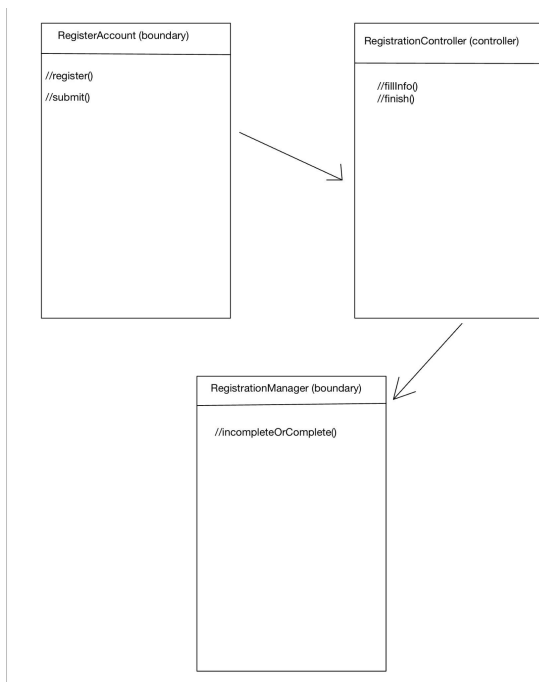 RegisterAccount (boundary)
//register()
//submit()
RegistrationController (controller)
//fillInfo()
//finish()
RegistrationManager (boundary)
//incompleteOrComplete()